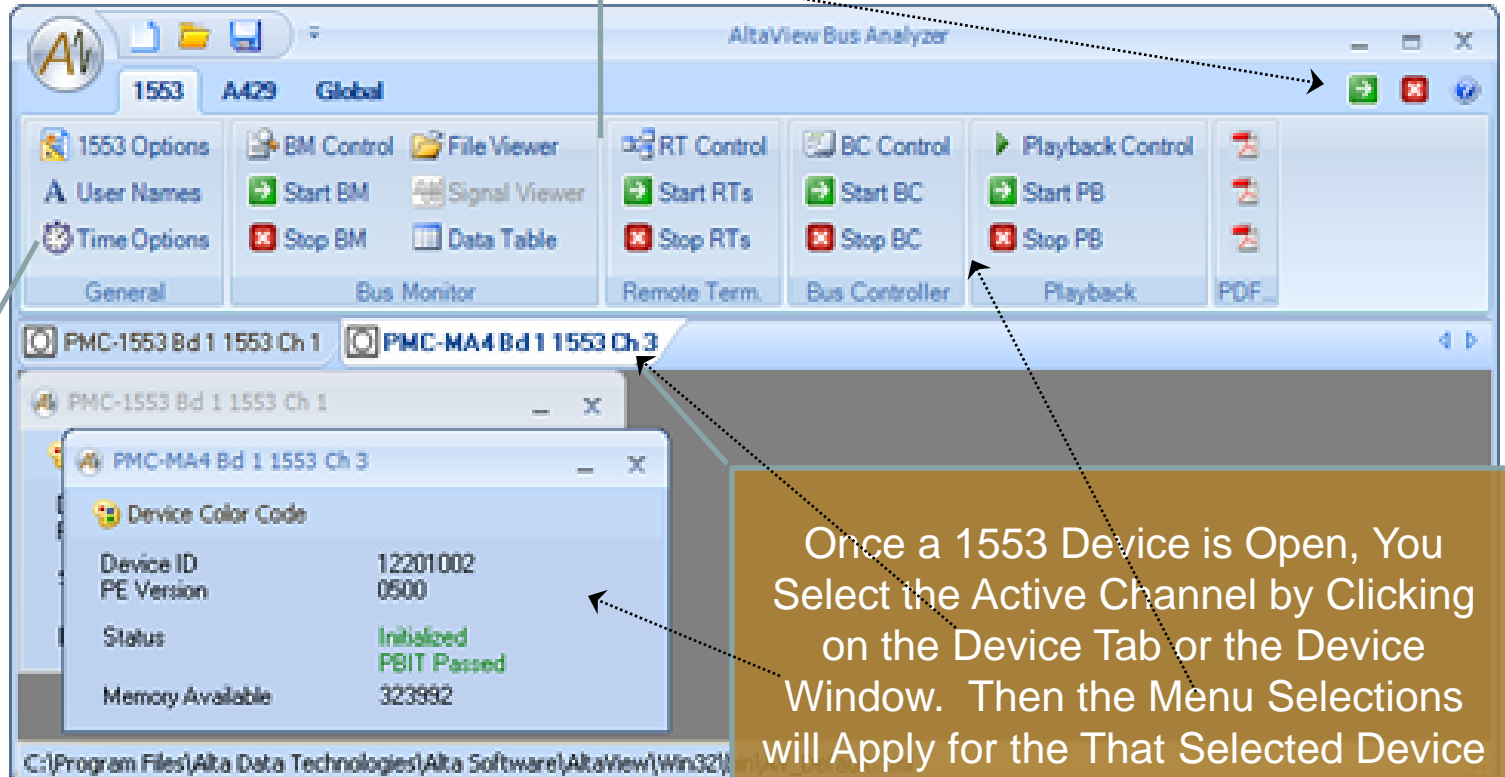 AltaView Bus Analyzer
1553 A429 Global
1553 Options BM Control File Viewer RT Control BC Control Playback Control
A User Names Start BM Signal Viewer Start RTs Start BC Start PB
Time Options Stop BM Data Table Stop RTs Stop BC Stop PB
General Bus Monitor Remote Term. Bus Controller Playback PDF...
PMC-1553 Bd 1 1553 Ch 1 PMC-MA4 Bd 1 1553 Ch 3
PMC-1553 Bd 1 1553 Ch 1
PMC-MA4 Bd 1 1553 Ch 3
Device Color Code
Device ID 12201002
PE Version 0500
Status Initialized
PBIT Passed
Memory Available 323992
Once a 1553 Device is Open, You
Select the Active Channel by Clicking
on the Device Tab or the Device
Window. Then the Menu Selections
will Apply for the That Selected Device
C:\Program Files\Alta Data Technologies\Alta Software\AltaView\Win32\